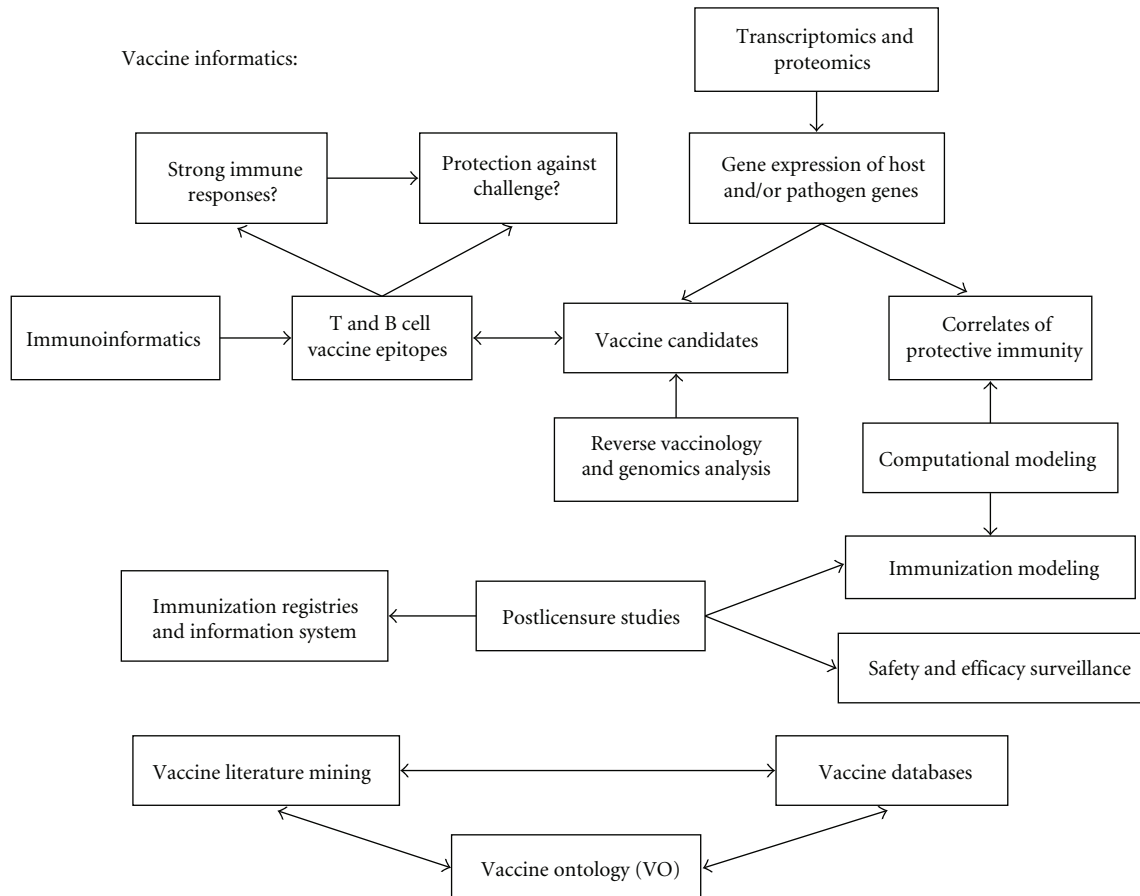 Transcriptomics and
proteomics
Vaccine informatics:
Strong immune
responses?
Protection against
challenge?
Gene expression of host
and/or pathogen genes
Immunoinformatics
T and B cell
vaccine epitopes
Vaccine candidates
Correlates of
protective immunity
Reverse vaccinology
and genomics analysis
Computational modeling
Immunization modeling
Immunization registries
and information system
Postlicensure studies
Safety and efficacy surveillance
Vaccine literature mining
Vaccine databases
Vaccine ontology (VO)